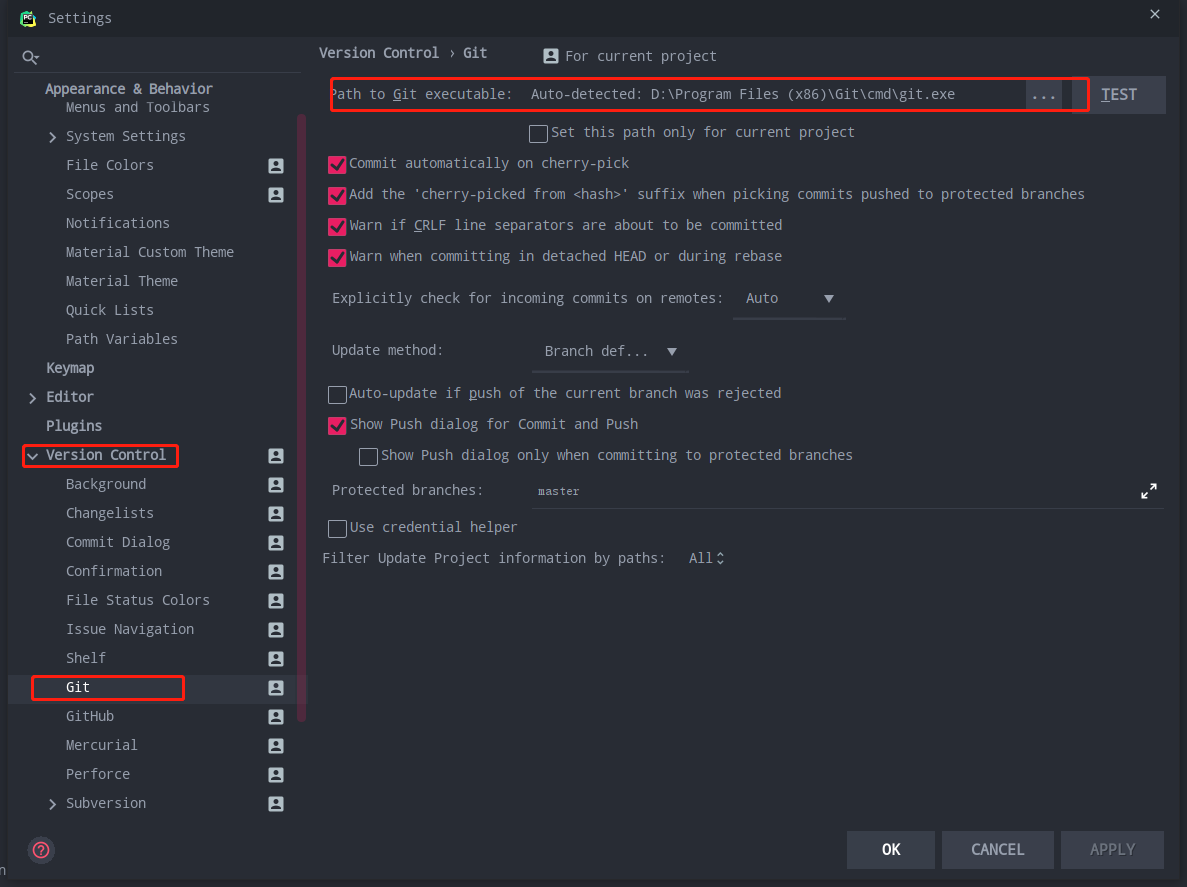 Settings
Appearance & Behavior
Menus and Toolbars
System Settings
File Colors
Scopes
Notifications
Material Custom Theme
Material Theme
Quick Lists
Path Variables
Keymap
Editor
Plugins
Version Control
Background
Changelists
Commit Dialog
Confirmation
File Status Colors
Issue Navigation
Shelf
Git
GitHub
Mercurial
Perforce
Subversion
Version Control › Git For current project
Path to Git executable: Auto-detected: D:\Program Files (x86)\Git\cmd\git.exe ... TEST
Set this path only for current project
Commit automatically on cherry-pick
Add the 'cherry-picked from <hash>' suffix when picking commits pushed to protected branches
Warn if CRLF line separators are about to be committed
Warn when committing in detached HEAD or during rebase
Explicitly check for incoming commits on remotes: Auto
Update method: Branch def...
Auto-update if push of the current branch was rejected
Show Push dialog for Commit and Push
Show Push dialog only when committing to protected branches
Protected branches: master
Use credential helper
Filter Update Project information by paths: All
? OK CANCEL APPLY
n